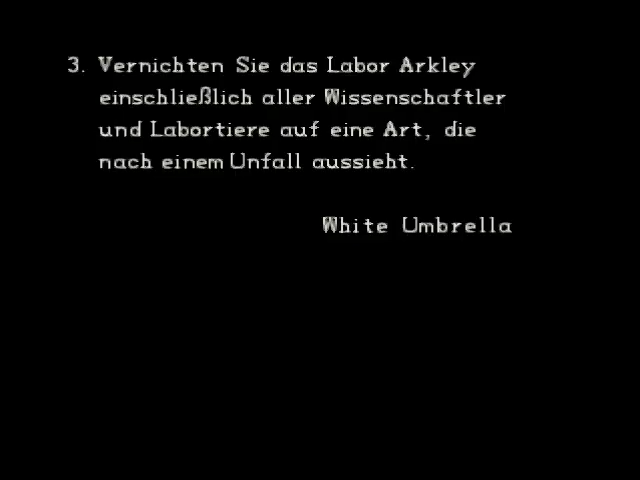 3. Vernichten Sie das Labor Arkley
einschließlich aller Wissenschaftler
und Labortiere auf eine Art, die
nach einem Unfall aussieht.
White Umbrella